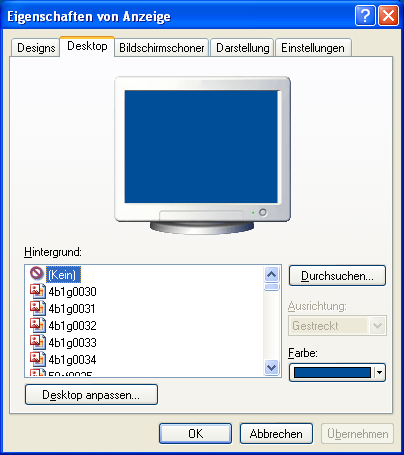 Eigenschaften von Anzeige
Designs Desktop Bildschirmschoner Darstellung Einstellungen
Hintergrund:
(Kein)
4b1g0030
4b1g0031
4b1g0032
4b1g0033
4b1g0034
Durchsuchen...
Ausrichtung:
Gestreckt
Farbe:
Desktop anpassen...
OK Abbrechen Übernehmen